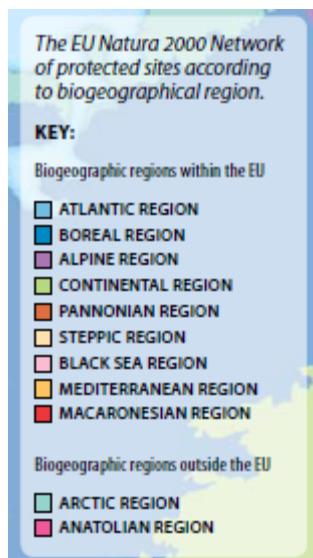 The EU Natura 2000 Network
of protected sites according
to biogeographical region.
KEY:
Biogeographic regions within the EU
ATLANTIC REGION
BOREAL REGION
ALPINE REGION
CONTINENTAL REGION
PANNONIAN REGION
STEPPIC REGION
BLACK SEA REGION
MEDITERRANEAN REGION
MACARONESIAN REGION
Biogeographic regions outside the EU
ARCTIC REGION
ANATOLIAN REGION